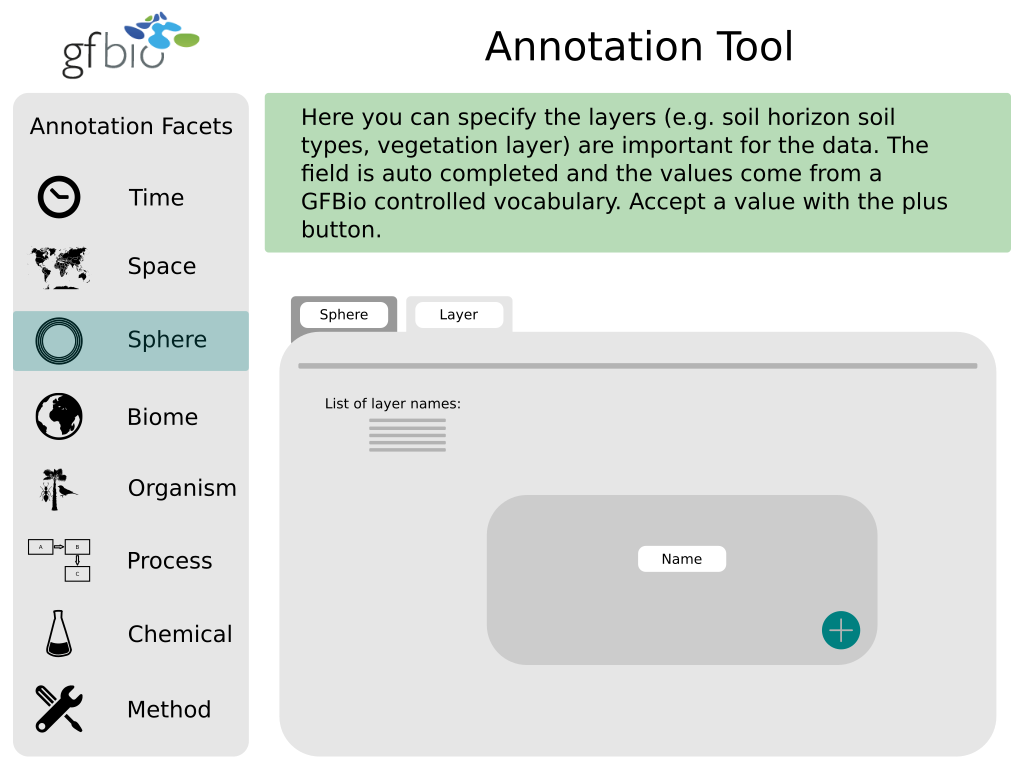 gfbio
Annotation Tool
Annotation Facets
Time
Space
Sphere
Biome
Organism
A
B
C
Process
Chemical
Method
Here you can specify the layers (e.g. soil horizon soil
types, vegetation layer) are important for the data. The
field is auto completed and the values come from a
GFBio controlled vocabulary. Accept a value with the plus
button.
Sphere
Layer
List of layer names:
Name